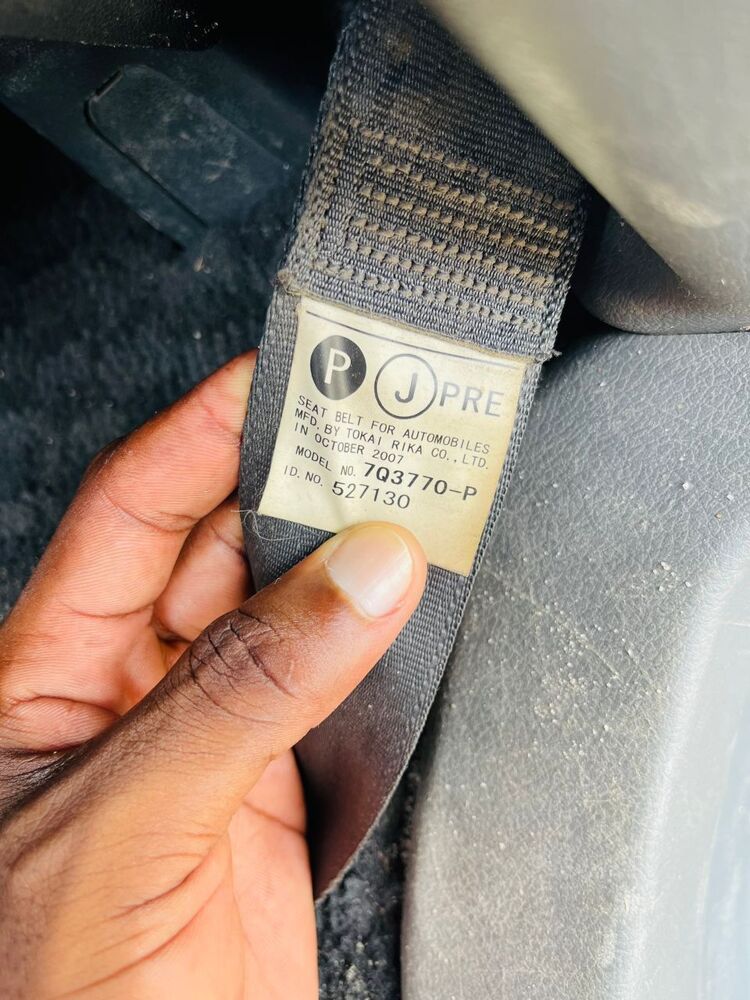 P J PRE
SEAT BELT FOR AUTOMOBILES
MFD. BY TOKAI RIKA CO., LTD.
IN OCTOBER 2007
MODEL NO. 7Q3770-P
ID. NO. 527130